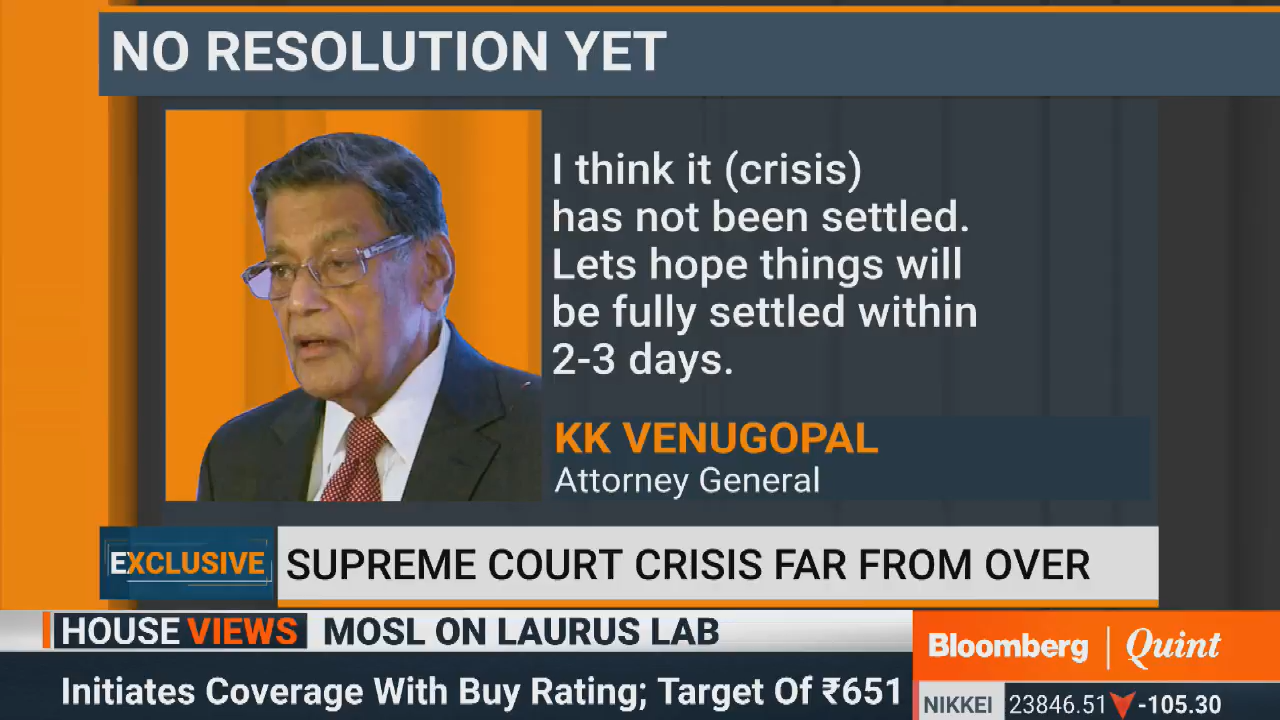 NO RESOLUTION YET
I think it (crisis)
has not been settled.
Lets hope things will
be fully settled within
2-3 days.
KK VENUGOPAL
Attorney General
EXCLUSIVE SUPREME COURT CRISIS FAR FROM OVER
HOUSE VIEWS MOSL ON LAURUS LAB
Initiates Coverage With Buy Rating; Target Of ₹651
Bloomberg | Quint
NIKKEI 23846.51 -105.30